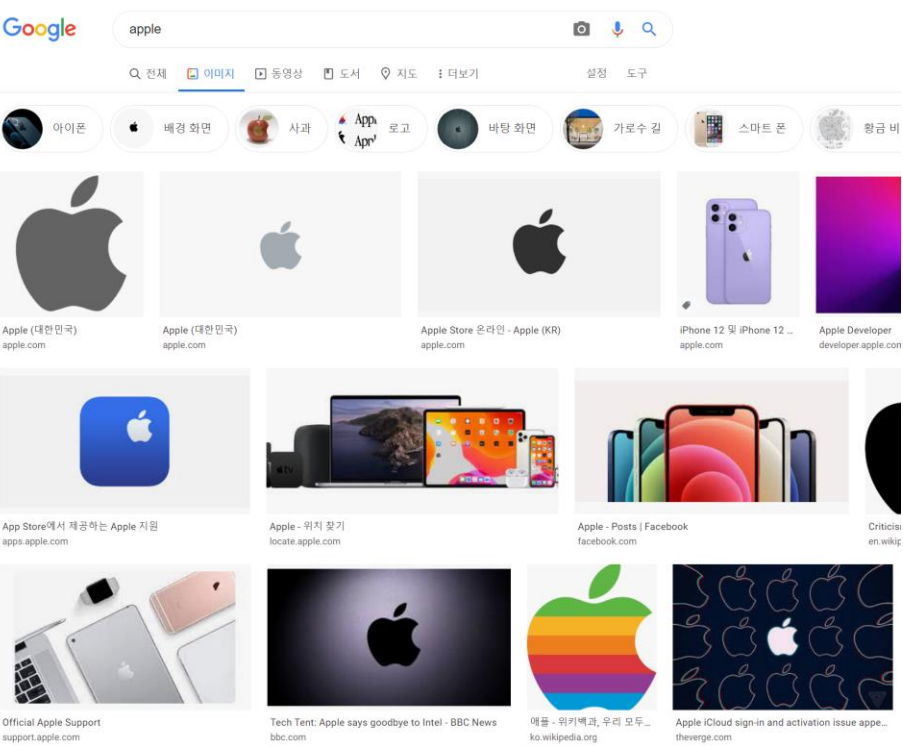 Google
apple
전체 이미지 동영상 도서 지도 더보기 설정 도구
아이폰 배경 화면 사과 로고 바탕 화면 가로수 길 스마트 폰 황금 비
Apple (대한민국)
apple.com
Apple (대한민국)
apple.com
Apple Store 온라인 - Apple (KR)
apple.com
iPhone 12 및 iPhone 12 ...
apple.com
Apple Developer
developer.apple.com
App Store에서 제공하는 Apple 지원
apps.apple.com
Apple - 위치 찾기
locate.apple.com
Apple - Posts | Facebook
facebook.com
Official Apple Support
support.apple.com
Tech Tent: Apple says goodbye to Intel - BBC News
bbc.com
애플 - 위키백과, 우리 모두...
ko.wikipedia.org
Apple iCloud sign-in and activation issue appe...
theverge.com